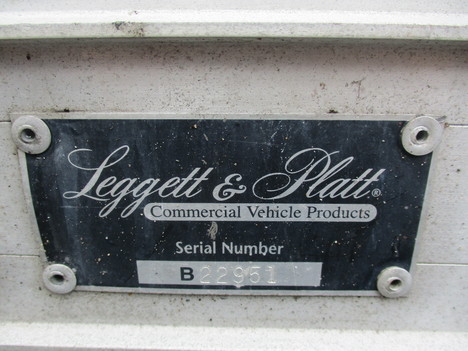 Leggett & Platt®
Commercial Vehicle Products
Serial Number
B22951